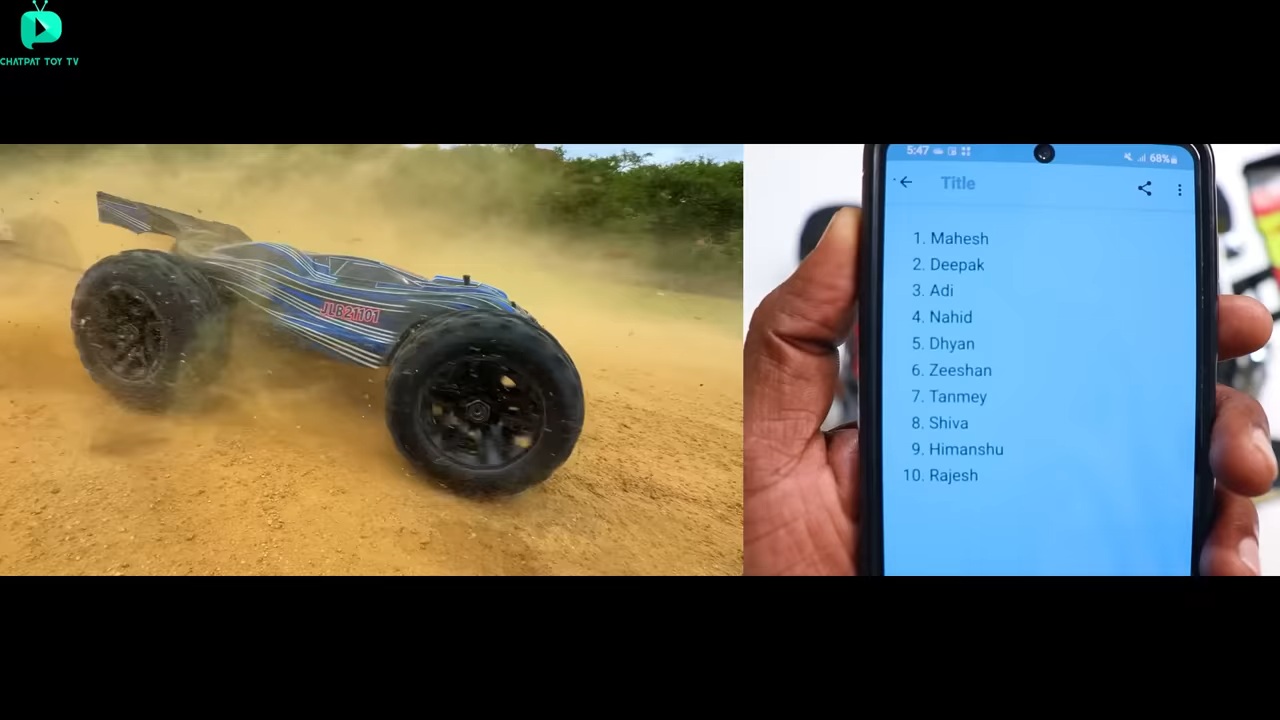 CHATPAT TOY TV
JLB21101
5:47
68%
Title
1. Mahesh
2. Deepak
3. Adi
4. Nahid
5. Dhyan
6. Zeeshan
7. Tanmey
8. Shiva
9. Himanshu
10. Rajesh